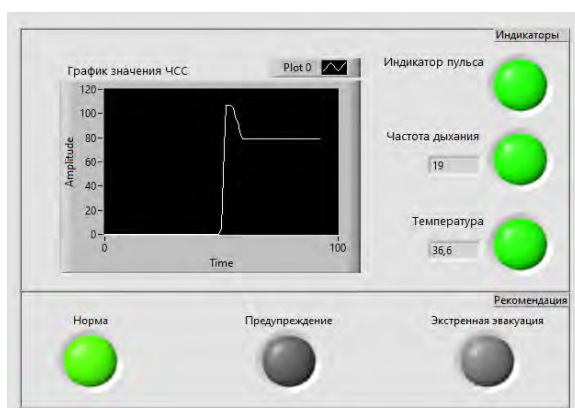 Индикаторы
График значения ЧСС
Plot 0
Индикатор пульса
120
100
80
60
40
20
0
Amplitude
0
100
Time
Частота дыхания
19
Температура
36,6
Рекомендация
Норма
Предупреждение
Экстренная эвакуация